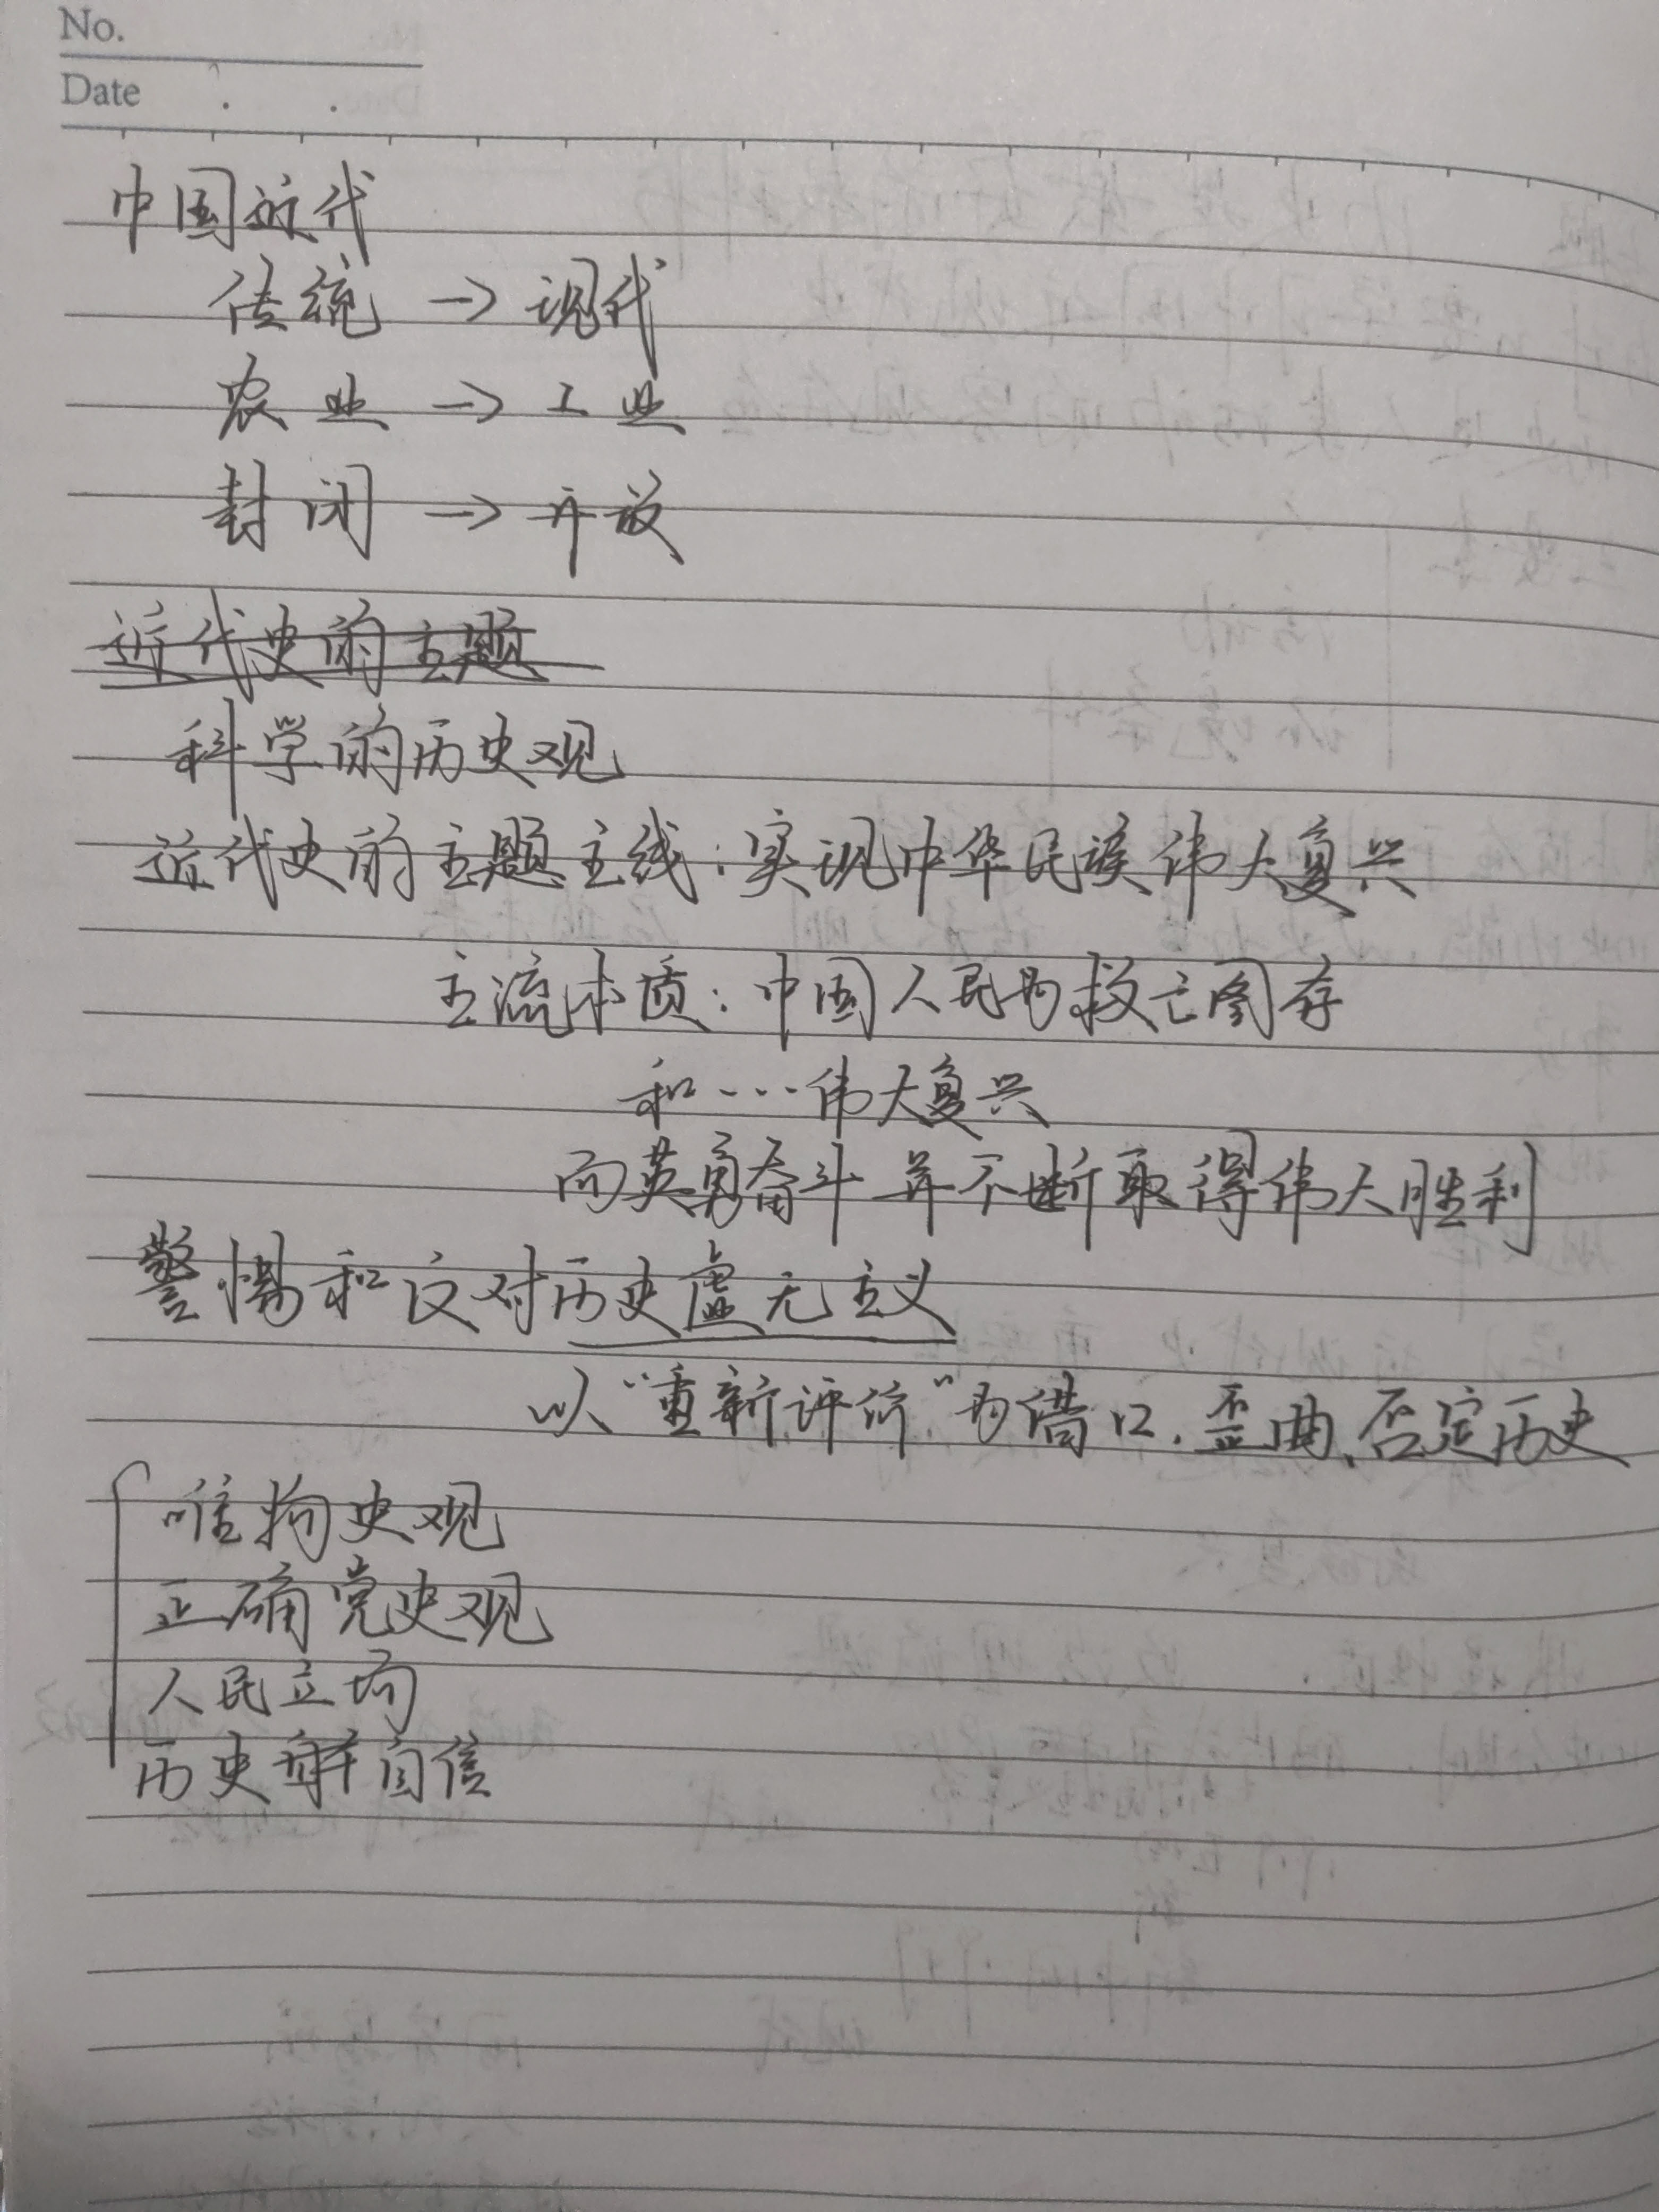 No.
Date . .
中国近代
传统 → 现代
农业 → 工业
封闭 → 开放
近代史的主题
科学的历史观
近代史的主题主线：实现中华民族伟大复兴
主流本质：中国人民为救亡图存
和…伟大复兴
而英勇奋斗 并不断取得伟大胜利
警惕和反对历史虚无主义
以“重新评价”为借口，歪曲、否定历史
唯物史观
正确党史观
人民立场
历史自信